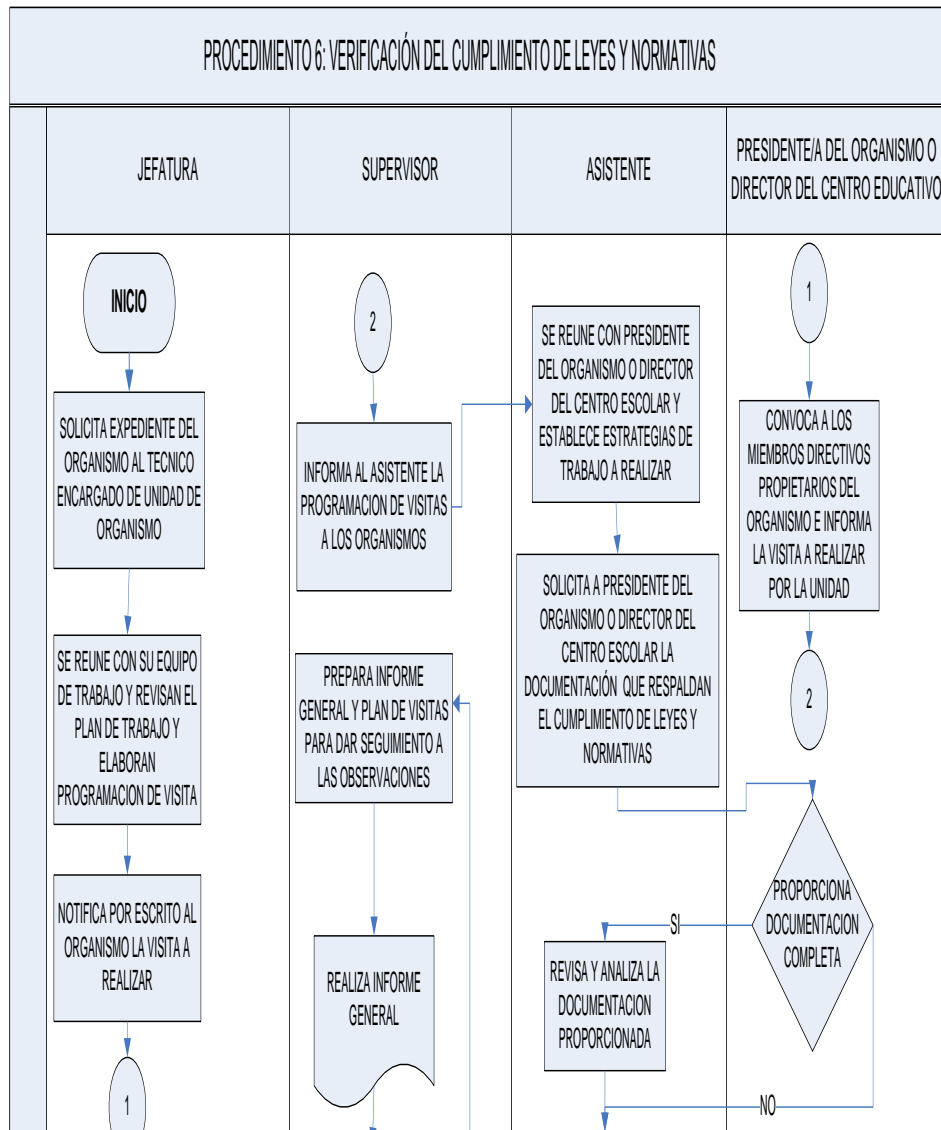 PROCEDIMIENTO 6: VERIFICACIÓN DEL CUMPLIMIENTO DE LEYES Y NORMATIVAS
JEFATURA
SUPERVISOR
ASISTENTE
PRESIDENTE/A DEL ORGANISMO O
DIRECTOR DEL CENTRO EDUCATIVO
INICIO
SOLICITA EXPEDIENTE DEL
ORGANISMO AL TECNICO
ENCARGADO DE UNIDAD DE
ORGANISMO
SE REUNE CON SU EQUIPO
DE TRABAJO Y REVISAN EL
PLAN DE TRABAJO Y
ELABORAN
PROGRAMACION DE VISITA
NOTIFICA POR ESCRITO AL
ORGANISMO LA VISITA A
REALIZAR
1
2
INFORMA AL ASISTENTE LA
PROGRAMACION DE VISITAS
A LOS ORGANISMOS
PREPARA INFORME
GENERAL Y PLAN DE VISITAS
PARA DAR SEGUIMIENTO A
LAS OBSERVACIONES
REALIZA INFORME
GENERAL
SE REUNE CON PRESIDENTE
DEL ORGANISMO O DIRECTOR
DEL CENTRO ESCOLAR Y
ESTABLECE ESTRATEGIAS DE
TRABAJO A REALIZAR
SOLICITA A PRESIDENTE DEL
ORGANISMO O DIRECTOR DEL
CENTRO ESCOLAR LA
DOCUMENTACIÓN QUE RESPALDAN
EL CUMPLIMIENTO DE LEYES Y
NORMATIVAS
SI
REVISA Y ANALIZA LA
DOCUMENTACION
PROPORCIONADA
1
CONVOCA A LOS
MIEMBROS DIRECTIVOS
PROPIETARIOS DEL
ORGANISMO E INFORMA
LA VISITA A REALIZAR
POR LA UNIDAD
2
PROPORCIONA
DOCUMENTACION
COMPLETA
NO